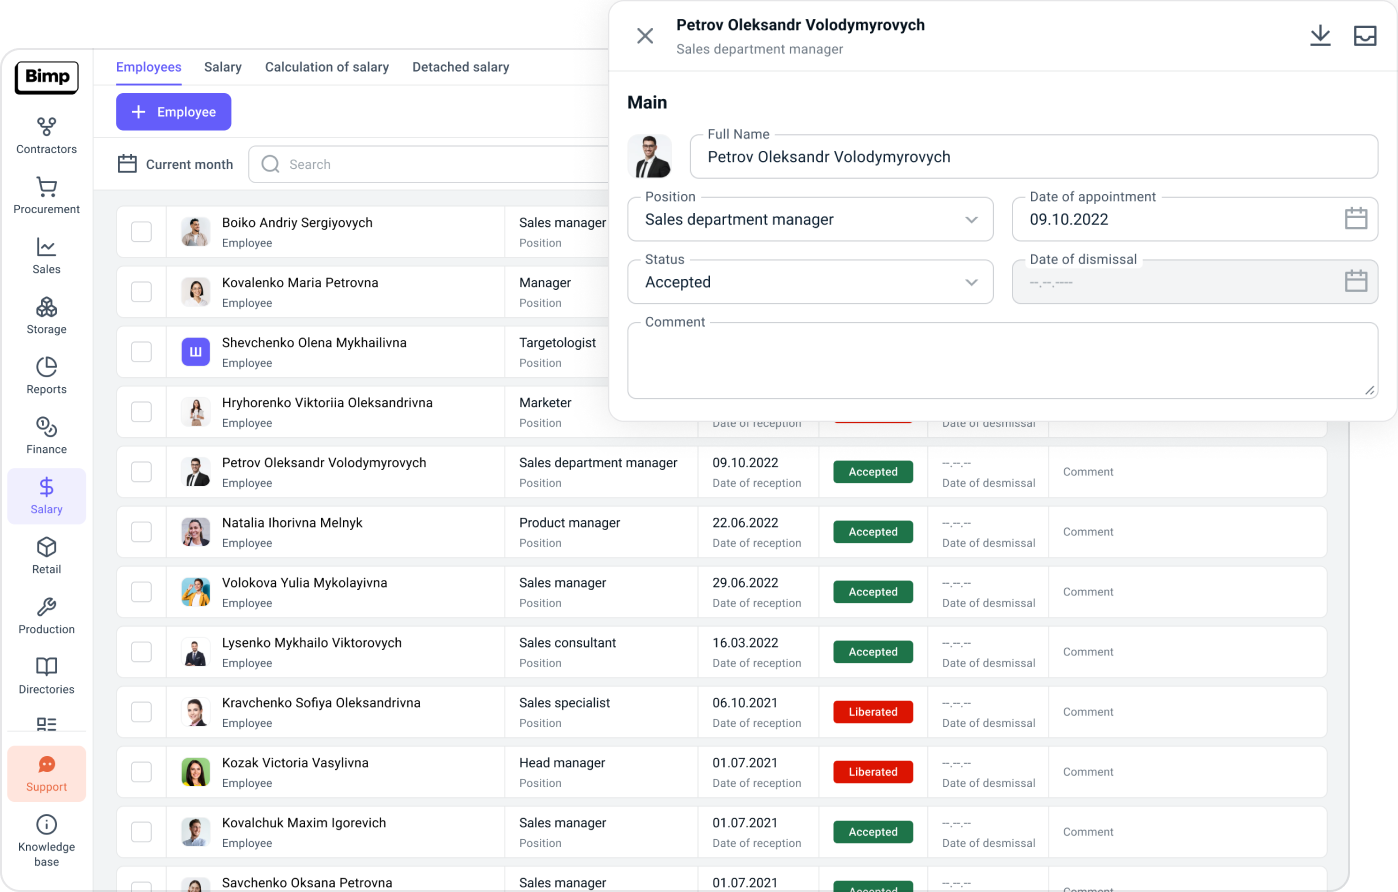 Bimp
Contractors
Procurement
Sales
Storage
Reports
Finance
Salary
Retail
Production
Directories
Support
Knowledge
base
Employees Salary Calculation of salary Detached salary
+ Employee
Current month Search
Boiko Andriy Sergiyovych Sales manager
Employee Position
Kovalenko Maria Petrovna Manager
Employee Position
Ш
Shevchenko Olena Mykhailivna Targetologist
Employee Position
Hryhorenko Viktoriia Oleksandrivna Marketer
Employee Position Date of reception Date of desmissal
Petrov Oleksandr Volodymyrovych Sales department manager 09.10.2022 Accepted --.--.-- Comment
Employee Position Date of reception Date of desmissal
Natalia Ihorivna Melnyk Product manager 22.06.2022 Accepted --.--.-- Comment
Employee Position Date of reception Date of desmissal
Volokova Yulia Mykolayivna Sales manager 29.06.2022 Accepted --.--.-- Comment
Employee Position Date of reception Date of desmissal
Lysenko Mykhailo Viktorovych Sales consultant 16.03.2022 Accepted --.--.-- Comment
Employee Position Date of reception Date of desmissal
Kravchenko Sofiya Oleksandrivna Sales specialist 06.10.2021 Liberated --.--.-- Comment
Employee Position Date of reception Date of desmissal
Kozak Victoria Vasylivna Head manager 01.07.2021 Liberated --.--.-- Comment
Employee Position Date of reception Date of desmissal
Kovalchuk Maxim Igorevich Sales manager 01.07.2021 Accepted --.--.-- Comment
Employee Position Date of reception Date of desmissal
Savchenko Oksana Petrovna Sales manager 01.07.2021 Accepted --.--.-- Comment
Petrov Oleksandr Volodymyrovych
Sales department manager
Main
Full Name
Petrov Oleksandr Volodymyrovych
Position Date of appointment
Sales department manager 09.10.2022
Status Date of dismissal
Accepted --.--.----
Comment